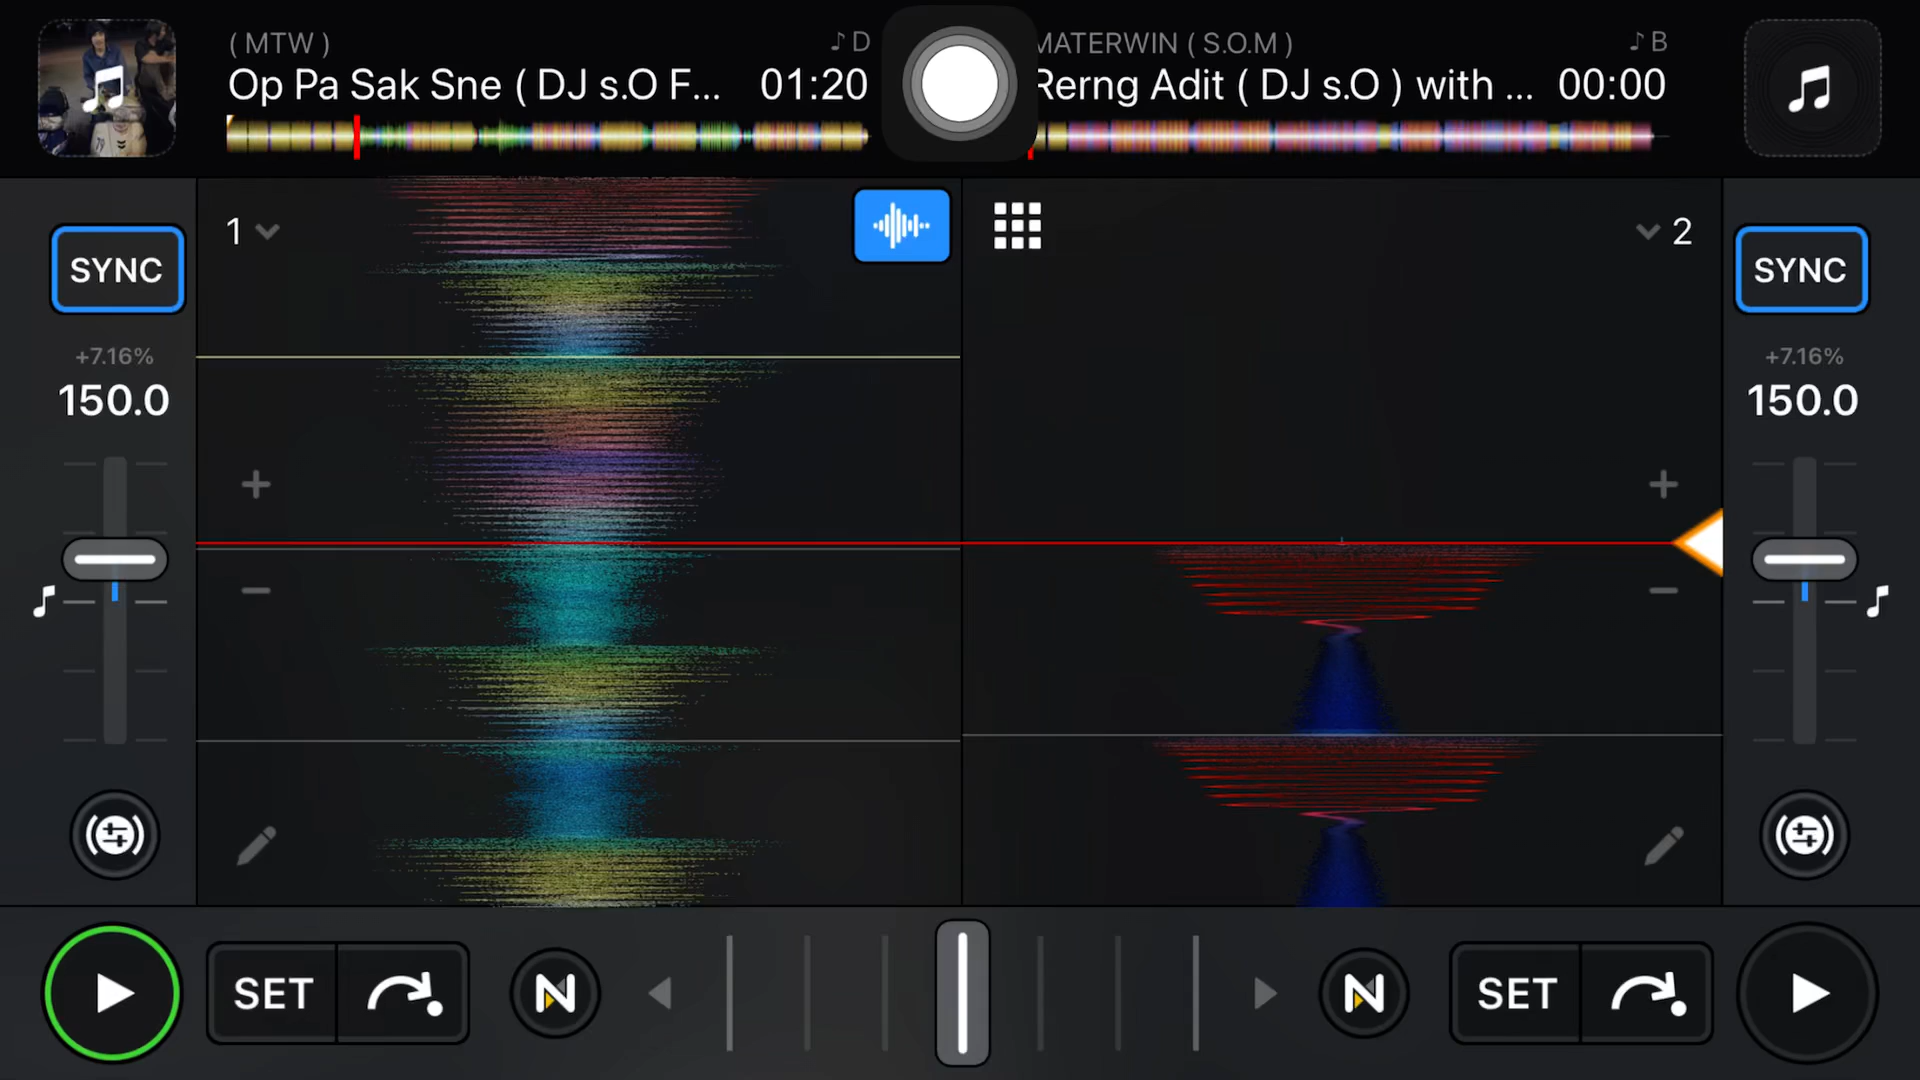 ( MTW )
♪ D
Op Pa Sak Sne ( DJ s.O F...
01:20
MATERWIN ( S.O.M )
♪ B
Rerng Adit ( DJ s.O ) with ...
00:00
1
2
SYNC
SYNC
+7.16%
150.0
+7.16%
150.0
SET
N
N
SET